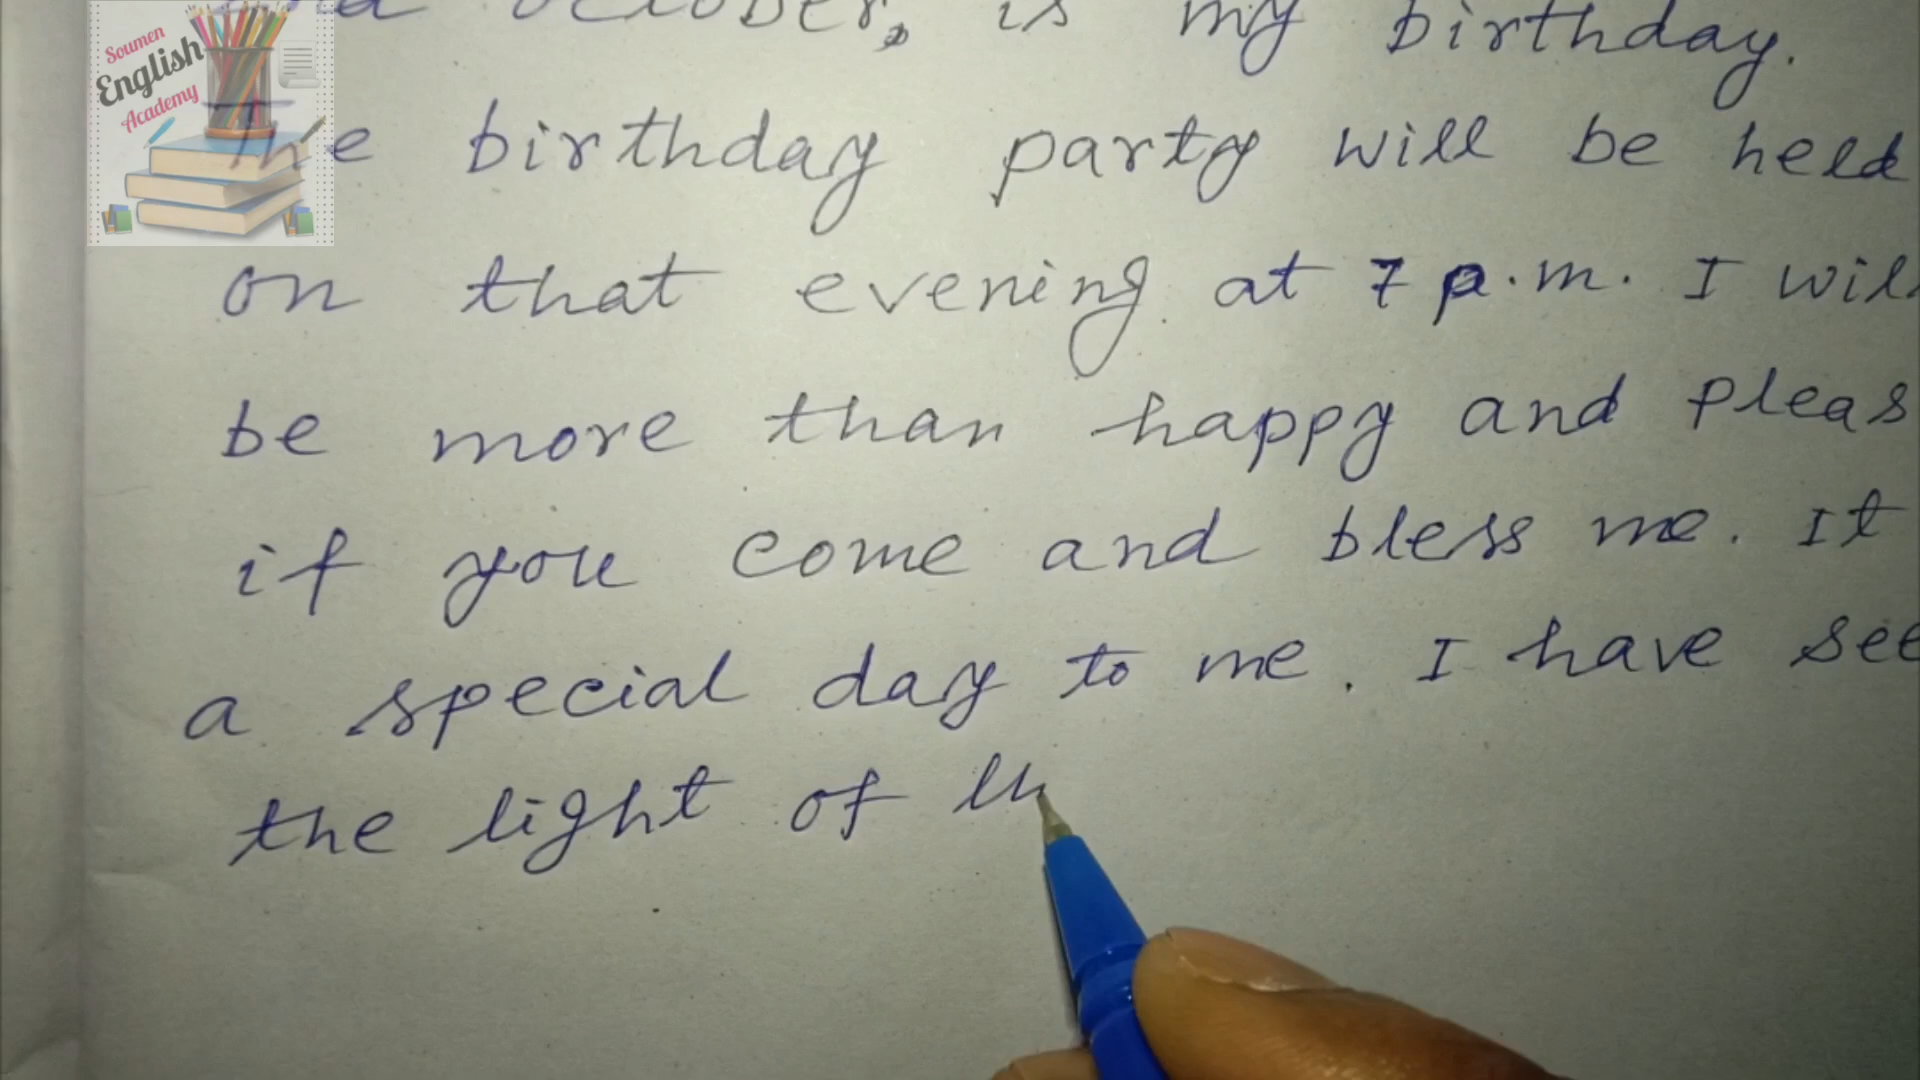 Soumen
English
Academy
October, is my birthday.
The birthday party will be held
on that evening at 7 p.m. I will
be more than happy and pleas
if you come and bless me. It
a special day to me. I have see
the light of